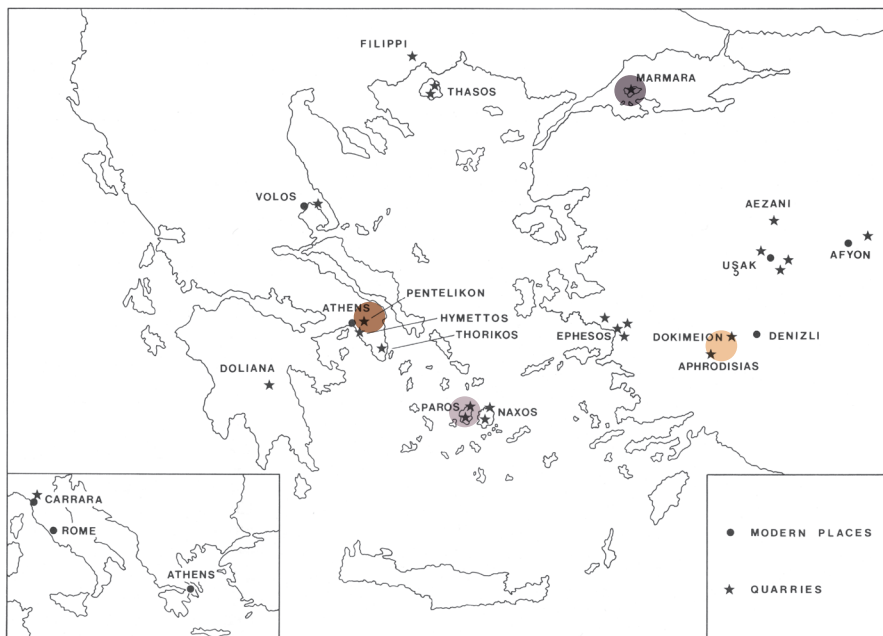 FILIPPI
THASOS
MARMARA
VOLOS
AEZANI
UŞAK
AFYON
ATHENS
PENTELIKON
HYMETTOS
THORIKOS
EPHESOS
DOKIMEION
DENIZLI
APHRODISIAS
DOLIANA
PAROS
NAXOS
CARRARA
ROME
ATHENS
MODERN PLACES
QUARRIES